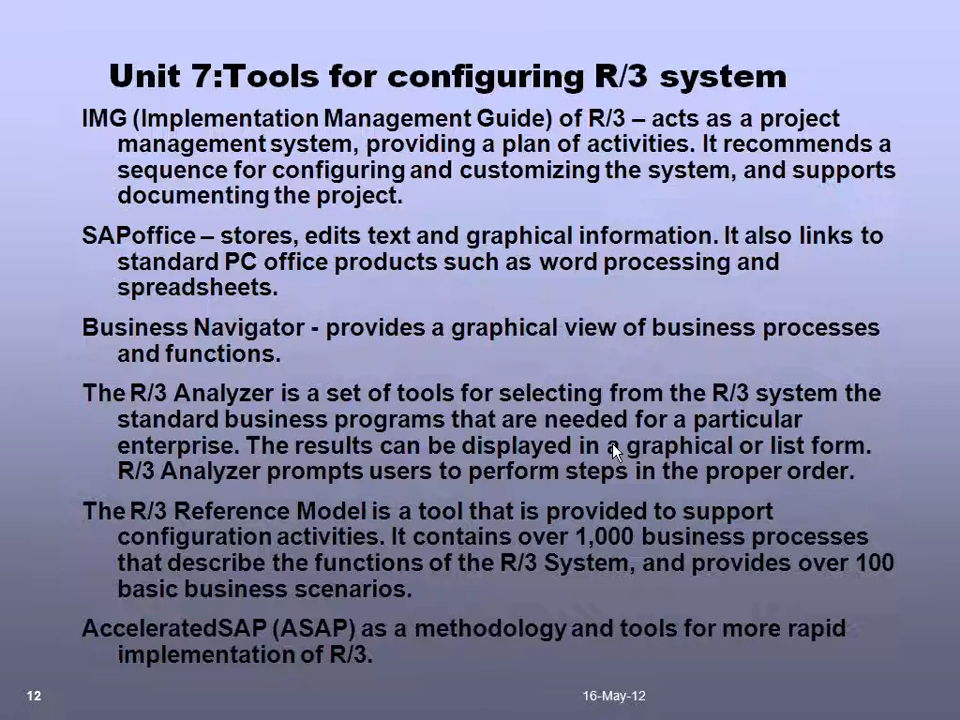 Unit 7:Tools for configuring R/3 system
IMG (Implementation Management Guide) of R/3 – acts as a project
management system, providing a plan of activities. It recommends a
sequence for configuring and customizing the system, and supports
documenting the project.
SAPoffice – stores, edits text and graphical information. It also links to
standard PC office products such as word processing and
spreadsheets.
Business Navigator - provides a graphical view of business processes
and functions.
The R/3 Analyzer is a set of tools for selecting from the R/3 system the
standard business programs that are needed for a particular
enterprise. The results can be displayed in a graphical or list form.
R/3 Analyzer prompts users to perform steps in the proper order.
The R/3 Reference Model is a tool that is provided to support
configuration activities. It contains over 1,000 business processes
that describe the functions of the R/3 System, and provides over 100
basic business scenarios.
AcceleratedSAP (ASAP) as a methodology and tools for more rapid
implementation of R/3.
12
16-May-12